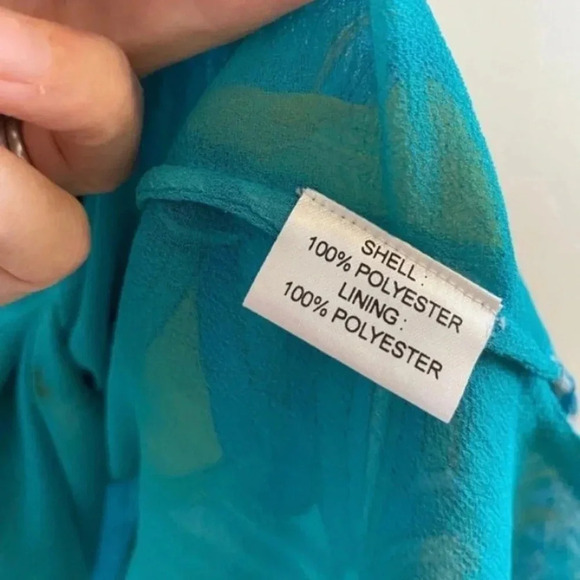 SHELL :
100% POLYESTER
LINING :
100% POLYESTER